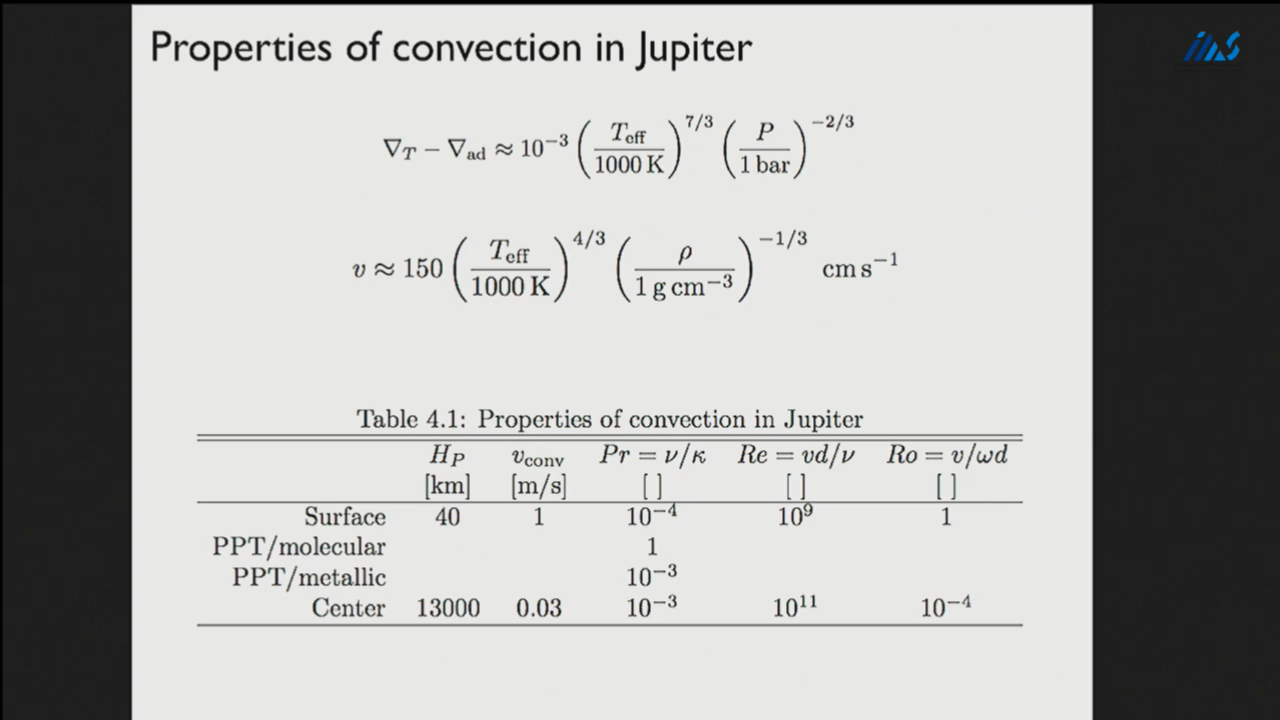 Properties of convection in Jupiter
IMS
∇_T − ∇_ad ≈ 10^−3 (T_eff / 1000 K)^7/3 (P / 1 bar)^−2/3
v ≈ 150 (T_eff / 1000 K)^4/3 (ρ / 1 g cm^−3)^−1/3 cm s^−1
Table 4.1: Properties of convection in Jupiter
H_P v_conv Pr = ν/κ Re = vd/ν Ro = v/ωd
[km] [m/s] [ ] [ ] [ ]
Surface 40 1 10^−4 10^9 1
PPT/molecular 1
PPT/metallic 10^−3
Center 13000 0.03 10^−3 10^11 10^−4